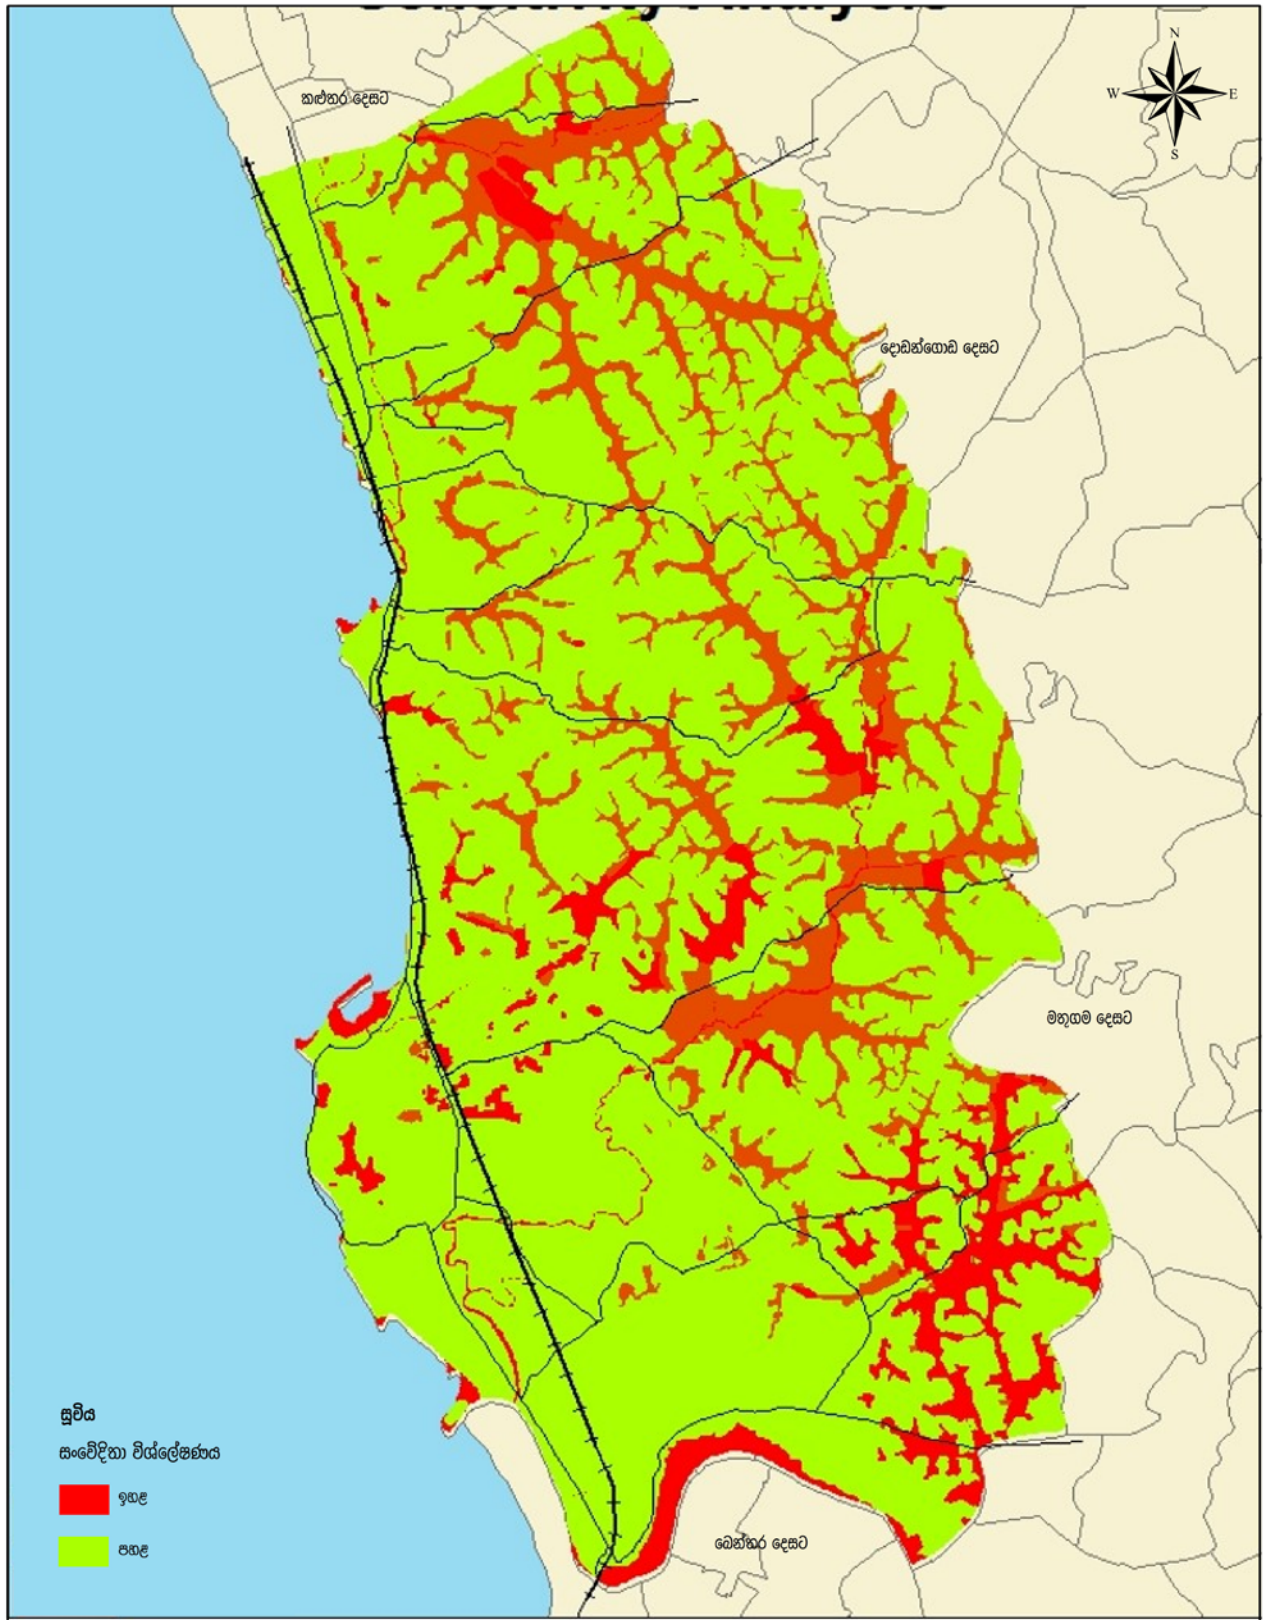 N
W E
S
කළුතර දෙසට
දොඩන්ගොඩ දෙසට
මතුගම දෙසට
බෙන්තර දෙසට
සූචිය
සංවේදිතා විශ්ලේෂණය
ඉහළ
පහළ